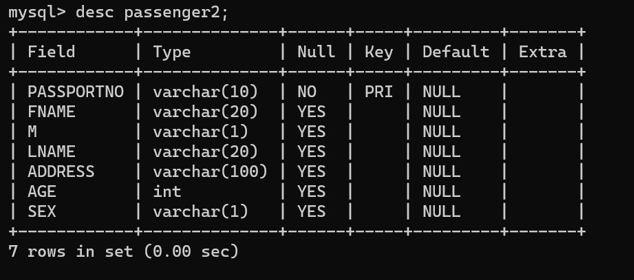 mysql> desc passenger2;
+------------+--------------+------+-----+---------+-------+
| Field      | Type         | Null | Key | Default | Extra |
+------------+--------------+------+-----+---------+-------+
| PASSPORTNO | varchar(10)  | NO   | PRI | NULL    |       |
| FNAME      | varchar(20)  | YES  |     | NULL    |       |
| M          | varchar(1)   | YES  |     | NULL    |       |
| LNAME      | varchar(20)  | YES  |     | NULL    |       |
| ADDRESS    | varchar(100) | YES  |     | NULL    |       |
| AGE        | int          | YES  |     | NULL    |       |
| SEX        | varchar(1)   | YES  |     | NULL    |       |
+------------+--------------+------+-----+---------+-------+
7 rows in set (0.00 sec)